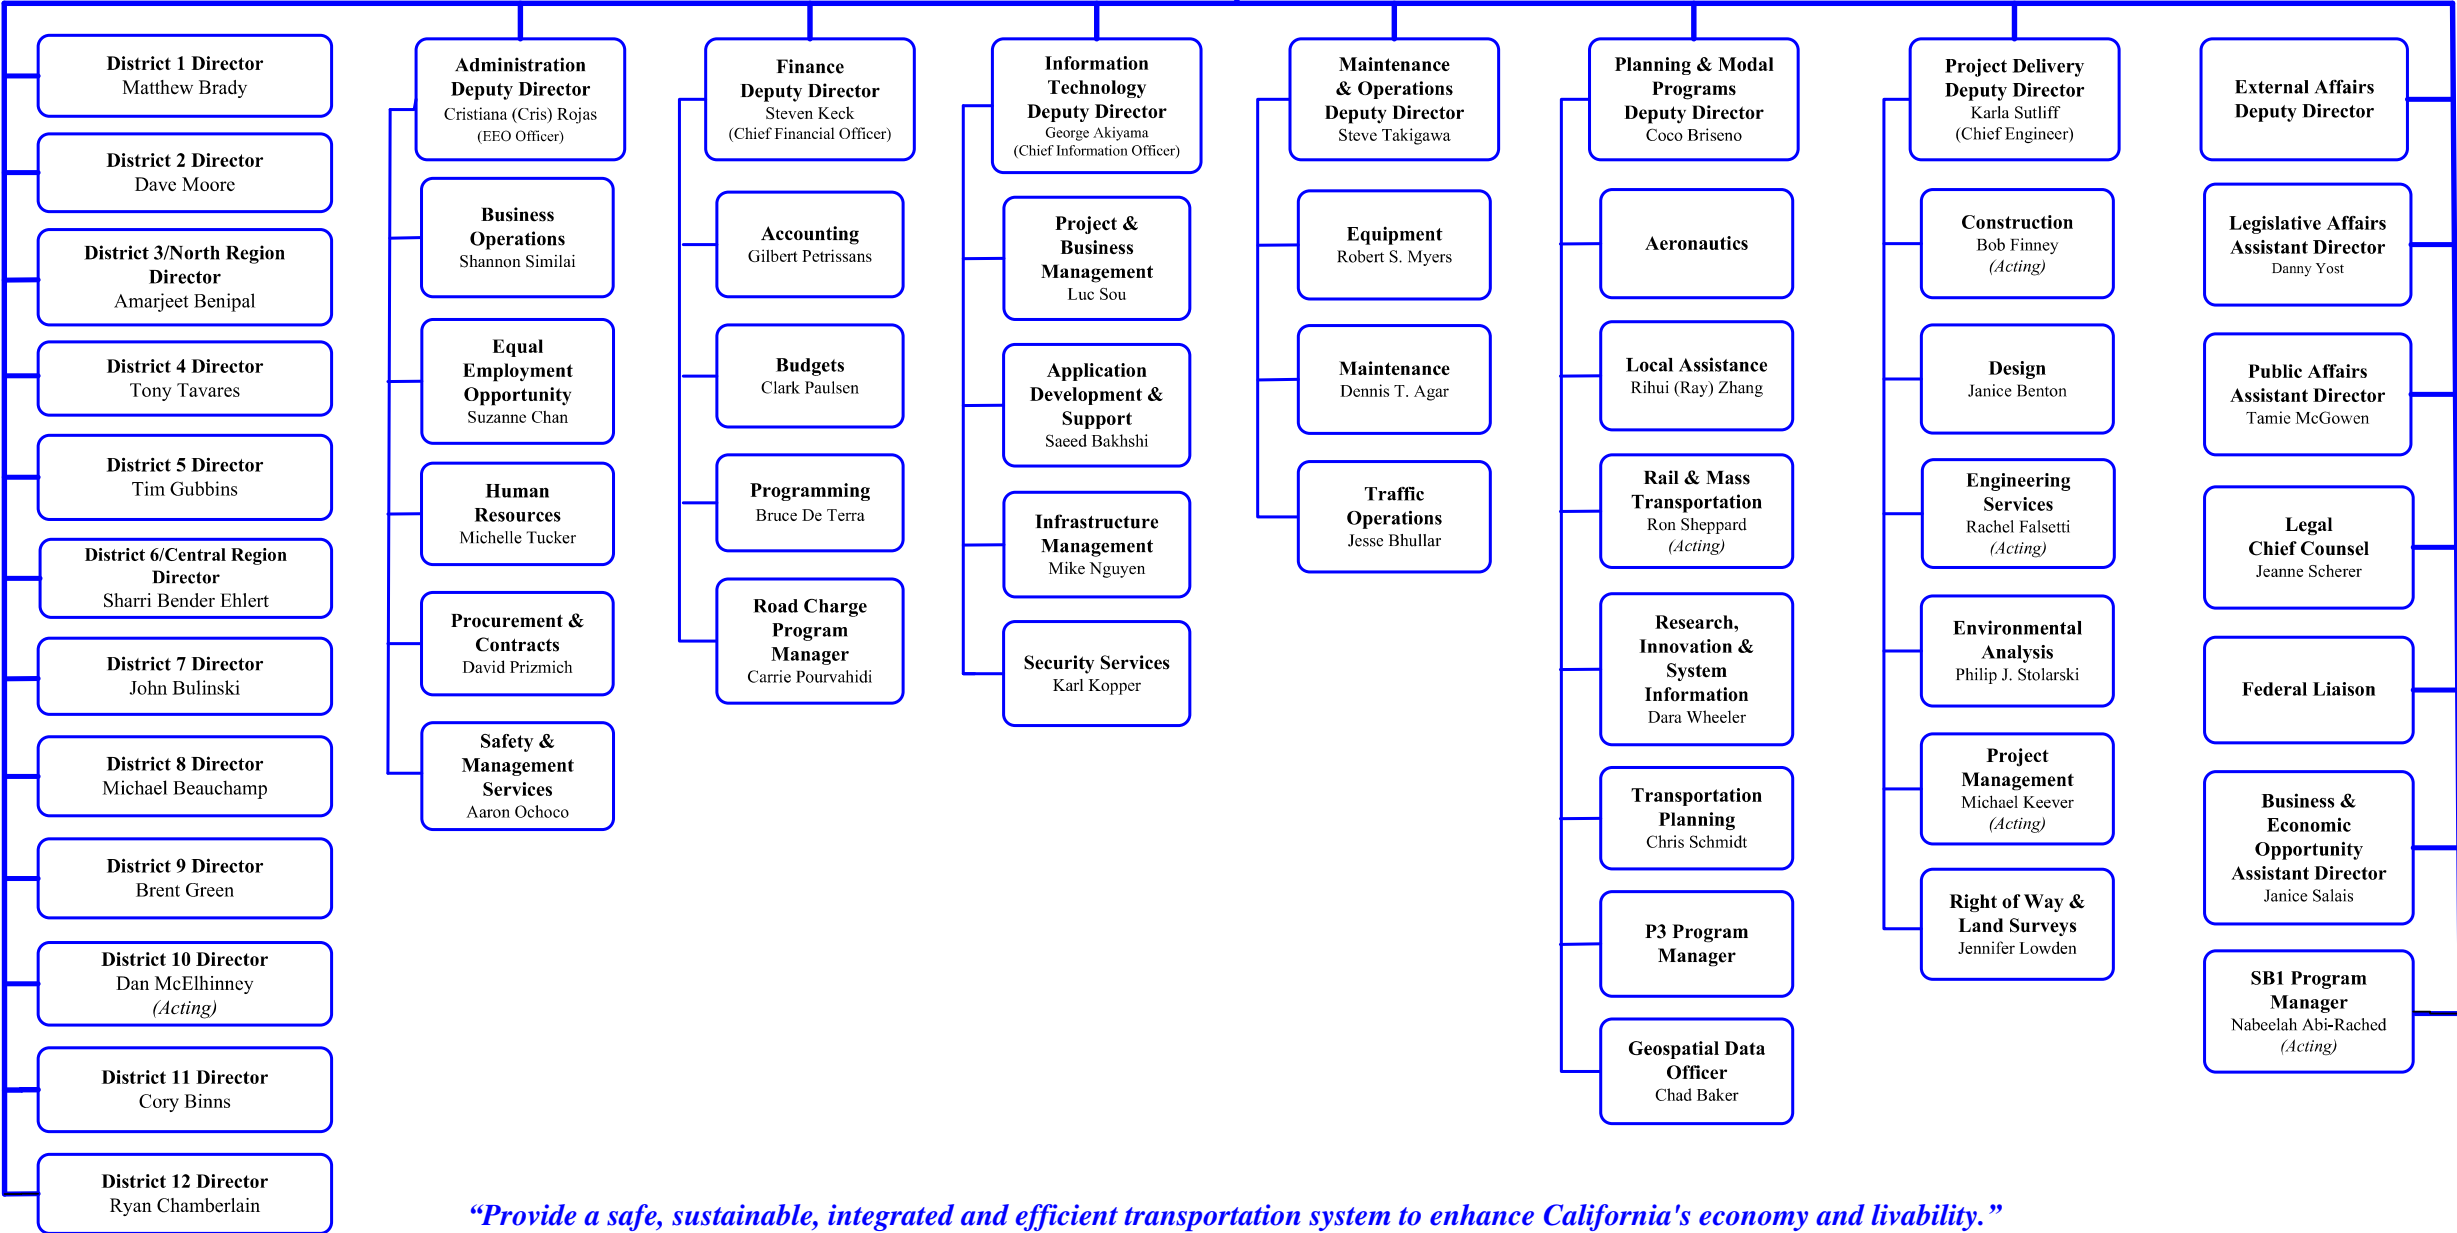 District 1 Director
Matthew Brady
District 2 Director
Dave Moore
District 3/North Region
Director
Amarjeet Benipal
District 4 Director
Tony Tavares
District 5 Director
Tim Gubbins
District 6/Central Region
Director
Sharri Bender Ehlert
District 7 Director
John Bulinski
District 8 Director
Michael Beauchamp
District 9 Director
Brent Green
District 10 Director
Dan McElhinney
(Acting)
District 11 Director
Cory Binns
District 12 Director
Ryan Chamberlain
Administration
Deputy Director
Cristiana (Cris) Rojas
(EEO Officer)
Business
Operations
Shannon Similai
Equal
Employment
Opportunity
Suzanne Chan
Human
Resources
Michelle Tucker
Procurement &
Contracts
David Prizmich
Safety &
Management
Services
Aaron Ochoco
Finance
Deputy Director
Steven Keck
(Chief Financial Officer)
Accounting
Gilbert Petrissans
Budgets
Clark Paulsen
Programming
Bruce De Terra
Road Charge
Program
Manager
Carrie Pourvahidi
Information
Technology
Deputy Director
George Akiyama
(Chief Information Officer)
Project &
Business
Management
Luc Sou
Application
Development &
Support
Saeed Bakhshi
Infrastructure
Management
Mike Nguyen
Security Services
Karl Kopper
Maintenance
& Operations
Deputy Director
Steve Takigawa
Equipment
Robert S. Myers
Maintenance
Dennis T. Agar
Traffic
Operations
Jesse Bhullar
Planning & Modal
Programs
Deputy Director
Coco Briseno
Aeronautics
Local Assistance
Rihui (Ray) Zhang
Rail & Mass
Transportation
Ron Sheppard
(Acting)
Research,
Innovation &
System
Information
Dara Wheeler
Transportation
Planning
Chris Schmidt
P3 Program
Manager
Geospatial Data
Officer
Chad Baker
Project Delivery
Deputy Director
Karla Sutliff
(Chief Engineer)
Construction
Bob Finney
(Acting)
Design
Janice Benton
Engineering
Services
Rachel Falsetti
(Acting)
Environmental
Analysis
Philip J. Stolarski
Project
Management
Michael Keever
(Acting)
Right of Way &
Land Surveys
Jennifer Lowden
External Affairs
Deputy Director
Legislative Affairs
Assistant Director
Danny Yost
Public Affairs
Assistant Director
Tamie McGowen
Legal
Chief Counsel
Jeanne Scherer
Federal Liaison
Business &
Economic
Opportunity
Assistant Director
Janice Salais
SB1 Program
Manager
Nabeelah Abi-Rached
(Acting)
“Provide a safe, sustainable, integrated and efficient transportation system to enhance California's economy and livability.”